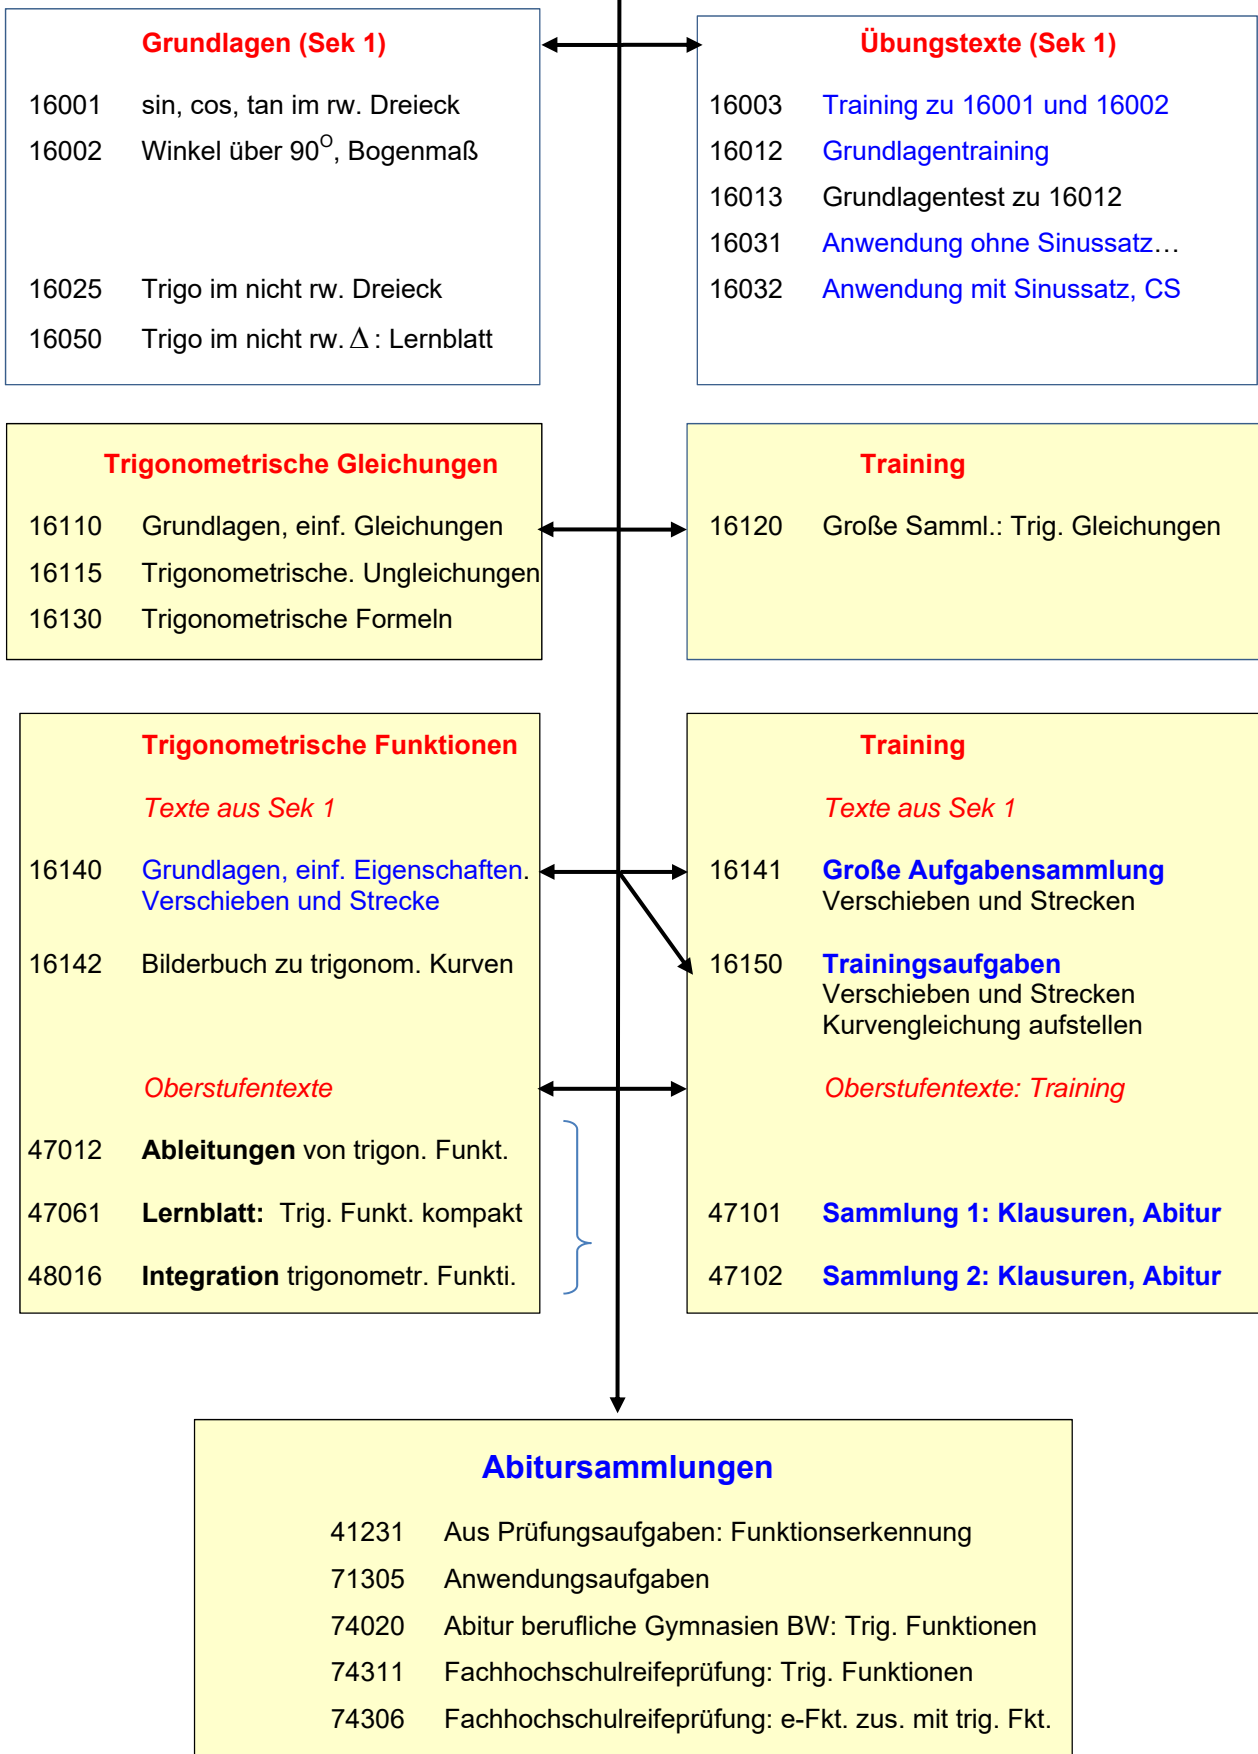 Grundlagen (Sek 1)
16001 sin, cos, tan im rw. Dreieck
16002 Winkel über 90°, Bogenmaß
16025 Trigo im nicht rw. Dreieck
16050 Trigo im nicht rw. Δ : Lernblatt
Übungstexte (Sek 1)
16003 Training zu 16001 und 16002
16012 Grundlagentraining
16013 Grundlagentest zu 16012
16031 Anwendung ohne Sinussatz…
16032 Anwendung mit Sinussatz, CS
Trigonometrische Gleichungen
16110 Grundlagen, einf. Gleichungen
16115 Trigonometrische. Ungleichungen
16130 Trigonometrische Formeln
Training
16120 Große Samml.: Trig. Gleichungen
Trigonometrische Funktionen
Texte aus Sek 1
16140 Grundlagen, einf. Eigenschaften.
Verschieben und Strecke
16142 Bilderbuch zu trigonom. Kurven
Oberstufentexte
47012 Ableitungen von trigon. Funkt.
47061 Lernblatt: Trig. Funkt. kompakt
48016 Integration trigonometr. Funkti.
Training
Texte aus Sek 1
16141 Große Aufgabensammlung
Verschieben und Strecken
16150 Trainingsaufgaben
Verschieben und Strecken
Kurvengleichung aufstellen
Oberstufentexte: Training
47101 Sammlung 1: Klausuren, Abitur
47102 Sammlung 2: Klausuren, Abitur
Abitursammlungen
41231 Aus Prüfungsaufgaben: Funktionserkennung
71305 Anwendungsaufgaben
74020 Abitur berufliche Gymnasien BW: Trig. Funktionen
74311 Fachhochschulreifeprüfung: Trig. Funktionen
74306 Fachhochschulreifeprüfung: e-Fkt. zus. mit trig. Fkt.